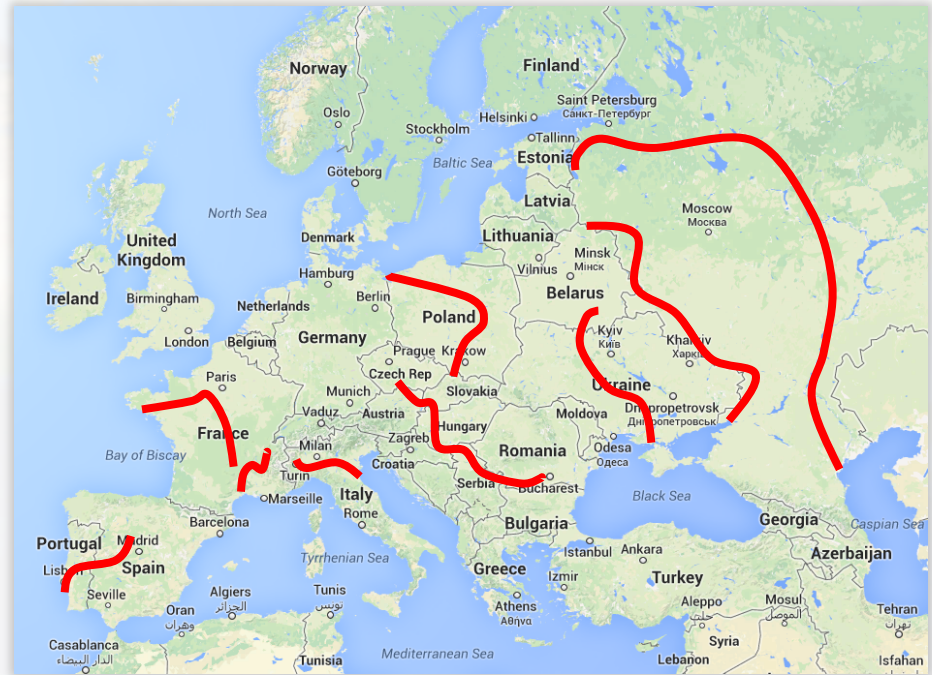 Norway
Finland
Saint Petersburg
Санкт-Петербург
Oslo
Helsinki
Stockholm
Tallinn
Estonia
Baltic Sea
Göteborg
Latvia
North Sea
Moscow
Москва
Denmark
Lithuania
United
Kingdom
Minsk
Мінск
Vilnius
Hamburg
Belarus
Ireland
Birmingham
Netherlands
Berlin
Poland
London
Belgium
Germany
Kyiv
Київ
Prague
Krakow
Kharkiv
Харків
Paris
Czech Rep
Munich
Slovakia
Ukraine
Vaduz
Austria
Moldova
Dnipropetrovsk
Дніпропетровськ
France
Hungary
Zagreb
Milan
Odesa
Одеса
Bay of Biscay
Romania
Croatia
Turin
Serbia
Bucharest
Marseille
Italy
Black Sea
Rome
Barcelona
Bulgaria
Georgia
Caspian Sea
Portugal
Madrid
Istanbul
Ankara
Azerbaijan
Tyrrhenian Sea
Lisbon
Spain
Greece
Izmir
Turkey
Seville
Algiers
الجزائر
Tunis
تونس
Athens
Αθήνα
Aleppo
حلب
Mosul
الموصل
Oran
وهران
Tehran
تهران
Casablanca
الدار البيضاء
Syria
Mediterranean Sea
Tunisia
Lebanon
Isfahan